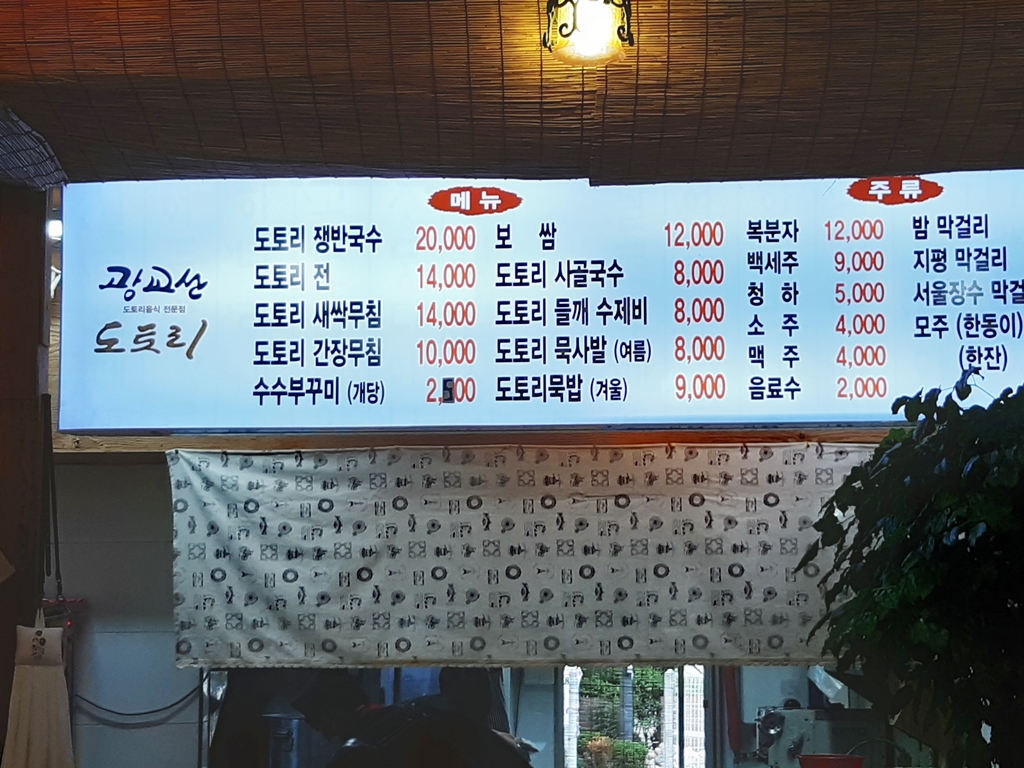 광교산
도토리음식 전문점
도토리
메뉴
도토리 쟁반국수 20,000
도토리 전 14,000
도토리 새싹무침 14,000
도토리 간장무침 10,000
수수부꾸미 (개당) 2,500
보 쌈 12,000
도토리 사골국수 8,000
도토리 들깨 수제비 8,000
도토리 묵사발 (여름) 8,000
도토리묵밥 (겨울) 9,000
주류
복분자 12,000
백세주 9,000
청 하 5,000
소 주 4,000
맥 주 4,000
음료수 2,000
밤 막걸리
지평 막걸리
서울장수 막걸
모주 (한동이)
(한잔)